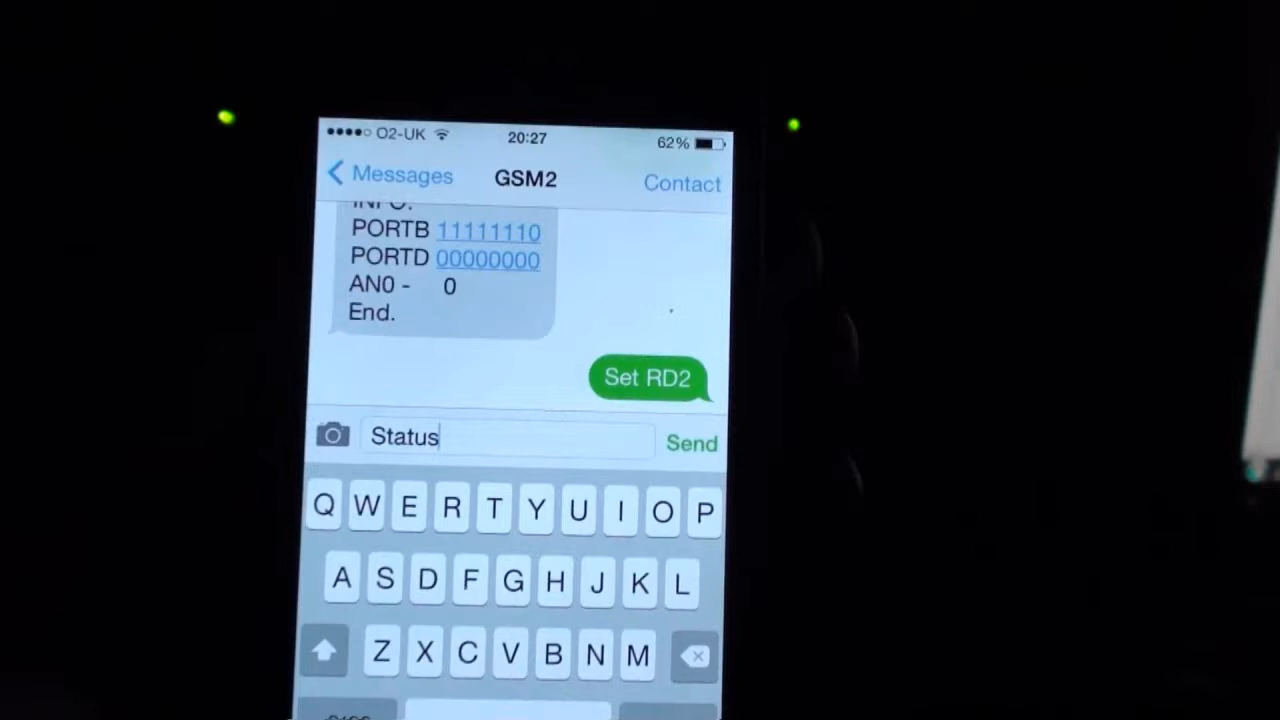 O2-UK 20:27 62%
Messages GSM2 Contact
INFO:
PORTB 11111110
PORTD 00000000
AN0 - 0
End.
Set RD2
Status Send
Q W E R T Y U I O P
A S D F G H J K L
Z X C V B N M